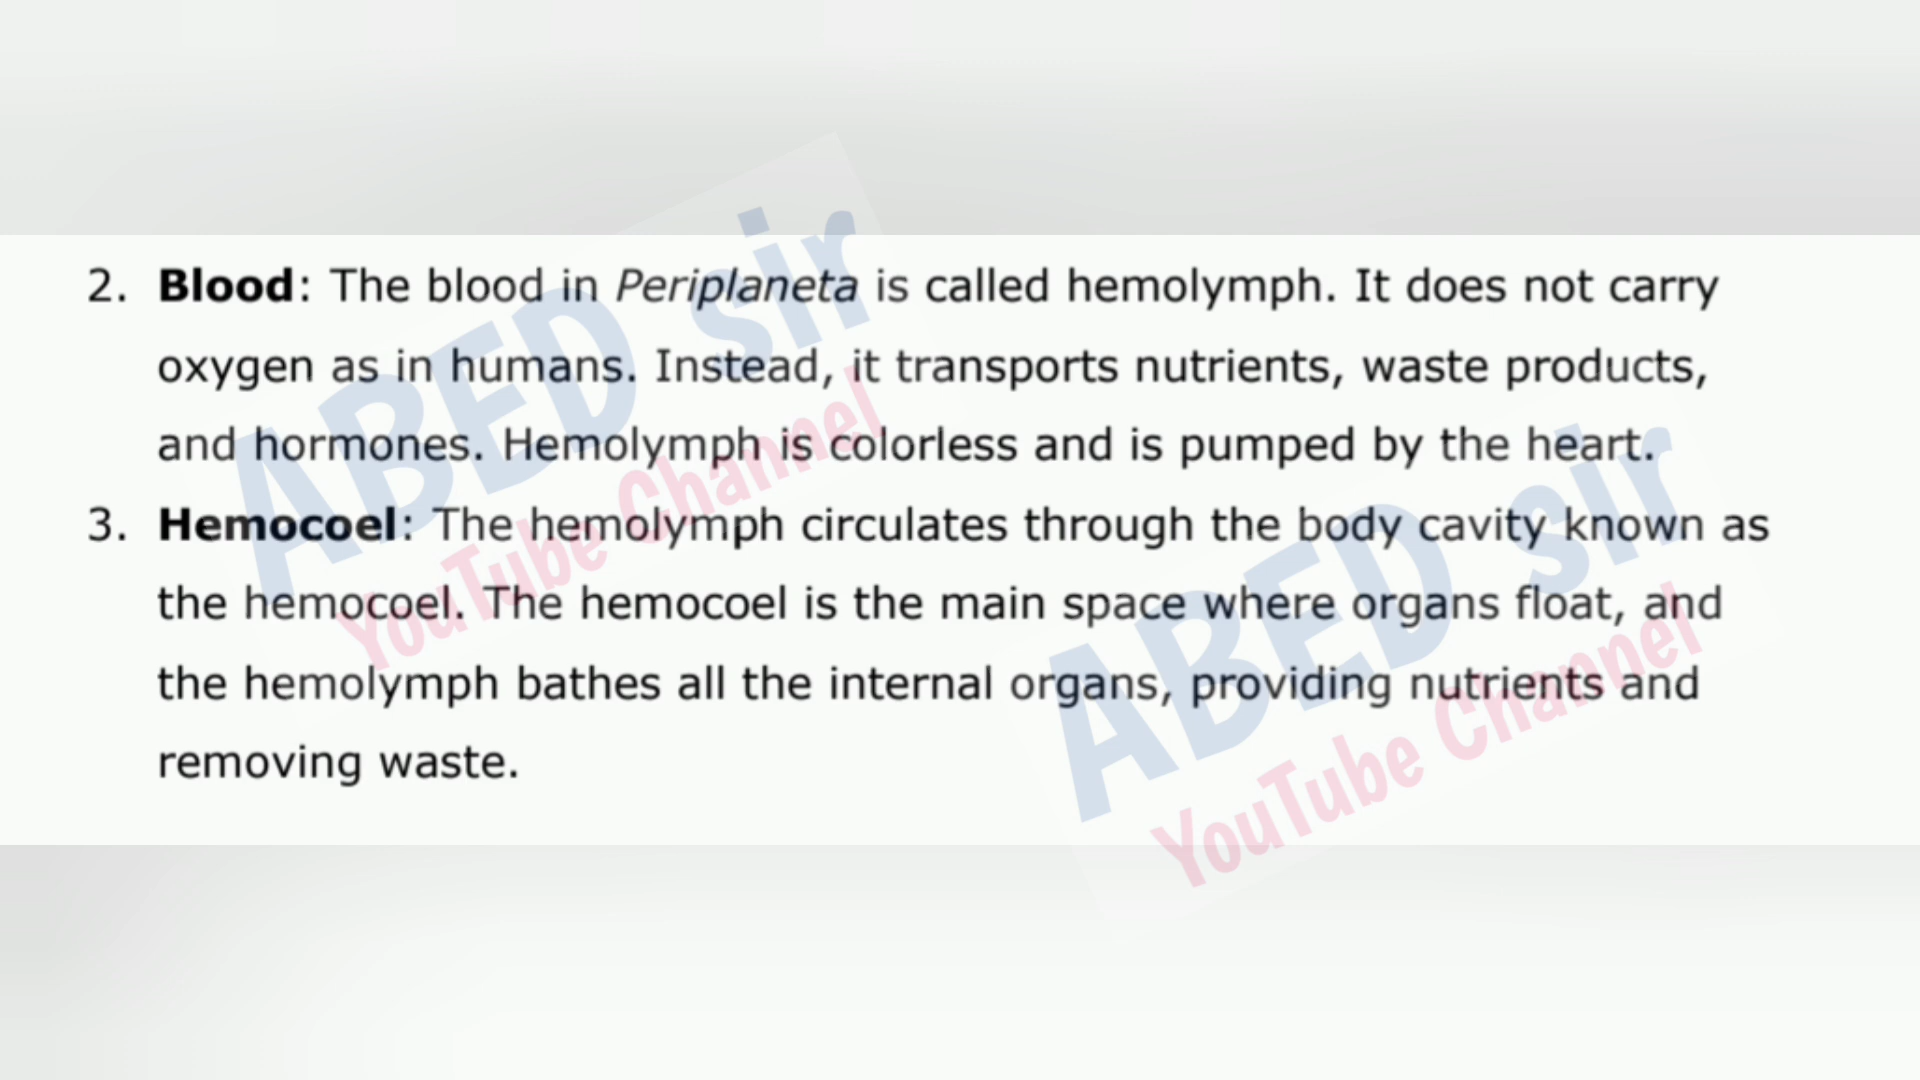 2. Blood: The blood in Periplaneta is called hemolymph. It does not carry
oxygen as in humans. Instead, it transports nutrients, waste products,
and hormones. Hemolymph is colorless and is pumped by the heart.
3. Hemocoel: The hemolymph circulates through the body cavity known as
the hemocoel. The hemocoel is the main space where organs float, and
the hemolymph bathes all the internal organs, providing nutrients and
removing waste.
ABED sir
YouTube Channel
ABED sir
YouTube Channel